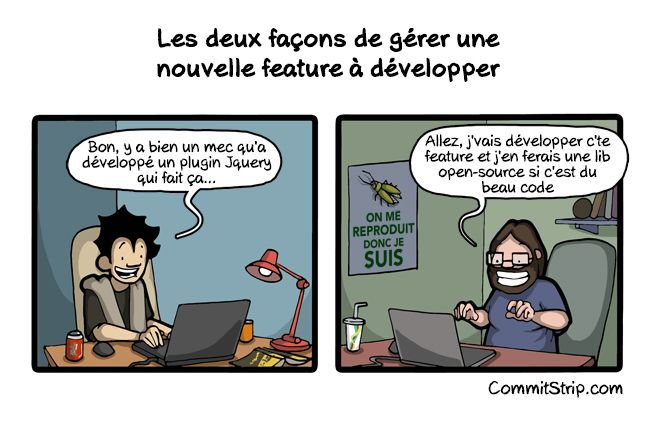 Les deux façons de gérer une
nouvelle feature à développer
Bon, y a bien un mec qu'a
développé un plugin Jquery
qui fait ça...
Allez, j'vais développer c'te
feature et j'en ferais une lib
open-source si c'est du
beau code
ON ME
REPRODUIT
DONC JE
SUIS
CommitStrip.com